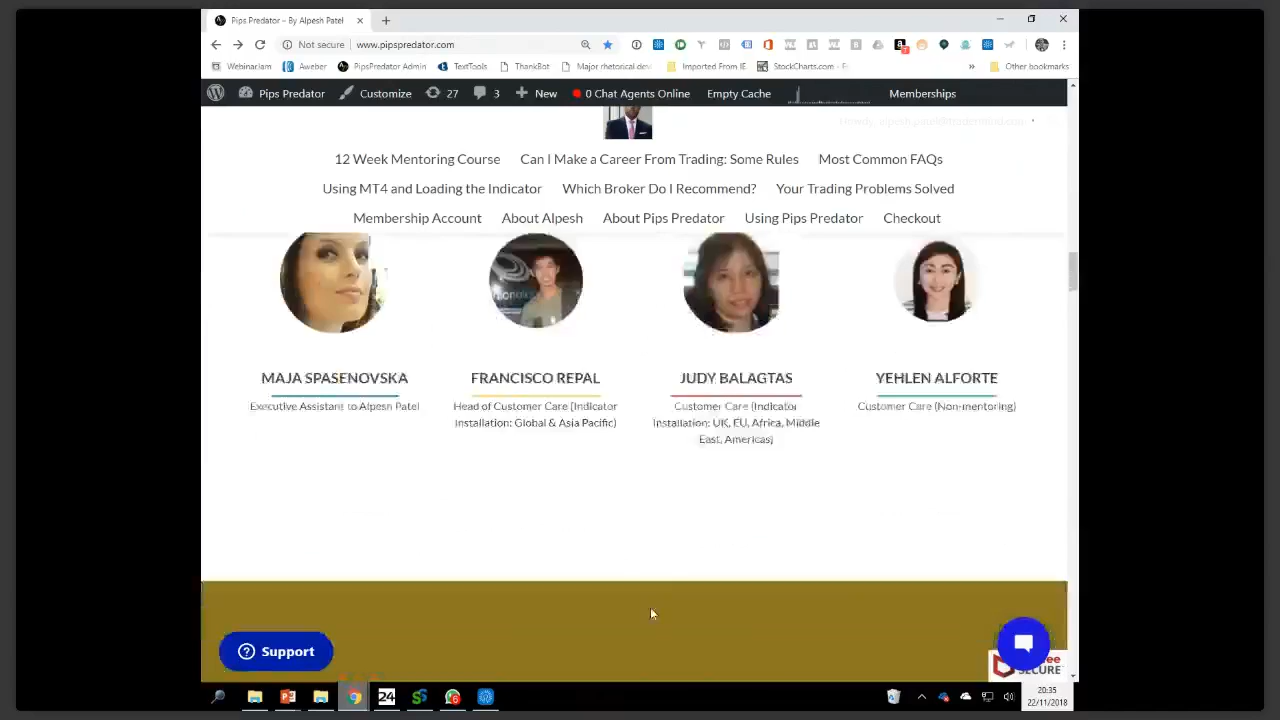 Pips Predator – By Alpesh Patel
Not secure | www.pipspredator.com
WebinarJam Aweber PipsPredator Admin TextTools ThankBot Major rhetorical dev Imported From IE StockCharts.com - Other bookmarks
Pips Predator Customize 27 3 New 0 Chat Agents Online Empty Cache Memberships
12 Week Mentoring Course Can I Make a Career From Trading: Some Rules Most Common FAQs
Using MT4 and Loading the Indicator Which Broker Do I Recommend? Your Trading Problems Solved
Membership Account About Alpesh About Pips Predator Using Pips Predator Checkout
MAJA SPASENOVSKA
Executive Assistant to Alpesh Patel
FRANCISCO REPAL
Head of Customer Care (Indicator
Installation: Global & Asia Pacific)
JUDY BALAGTAS
Customer Care (Indicator
Installation: UK, EU, Africa, Middle
East, Americas)
YEHLEN ALFORTE
Customer Care (Non-mentoring)
Support
SECURE
24
20:35
22/11/2018